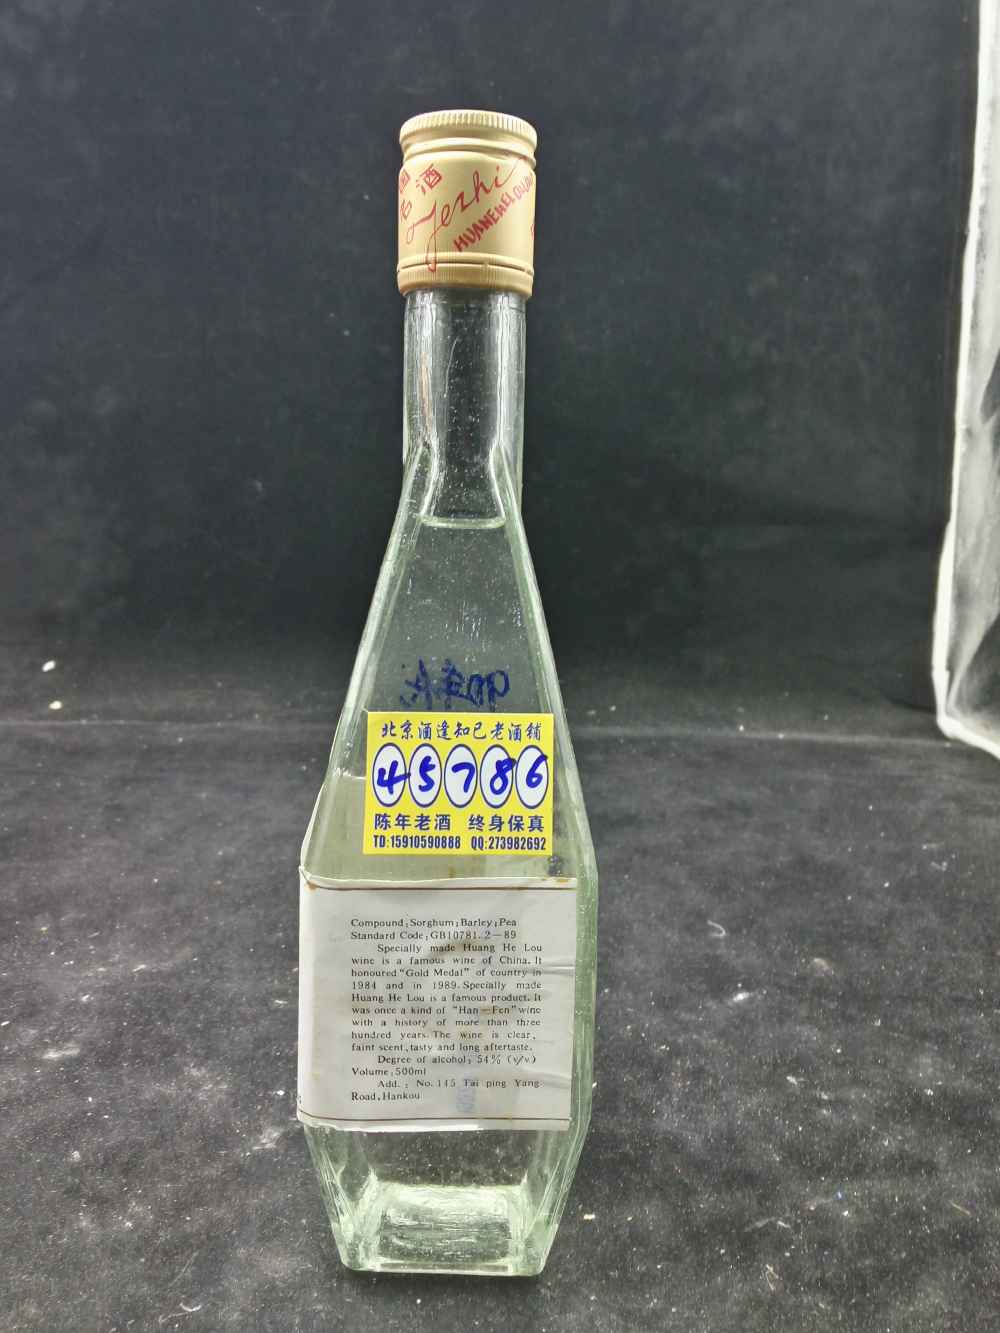 酒
Tezhi
北京酒逢知己老酒铺
45786
陈年老酒 终身保真
TD:15910590888 QQ:273982692
Compound;Sorghum;Barley;Pea
Standard Code;GB10781.2—89
Specially made Huang He Lou
wine is a famous wine of China. It
honoured "Gold Medal" of country in
1984 and in 1989. Specially made
Huang He Lou is a famous product. It
was once a kind of "Han—Fen" wine
with a history of more than three
hundred years. The wine is clear,
faint scent, tasty and long aftertaste.
Degree of alcohol; 54% (v/v)
Volume;500ml
Add.: No.145 Tai ping Yang
Road, Hankou